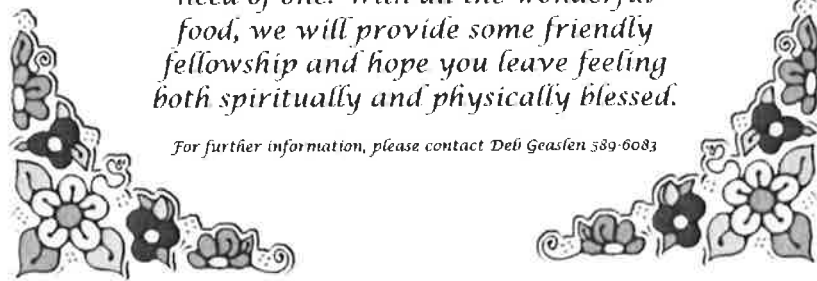 need of one. With all the wonderful
food, we will provide some friendly
fellowship and hope you leave feeling
both spiritually and physically blessed.
For further information, please contact Deb Geaslen 589-6083